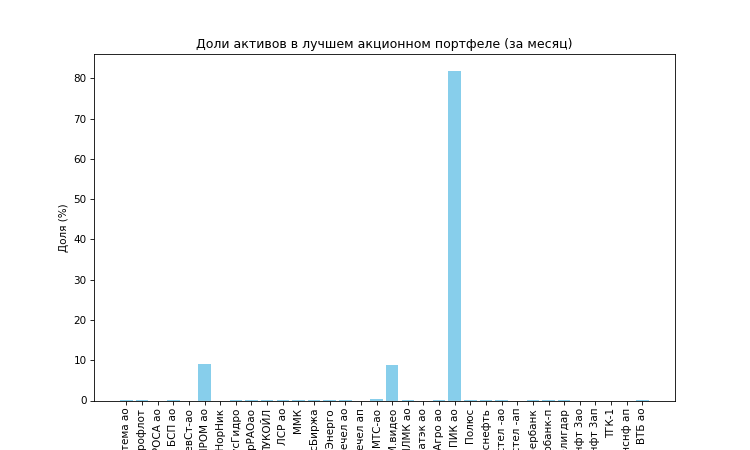 Доли активов в лучшем акционном портфеле (за месяц)
Доля (%)
80
70
60
50
40
30
20
10
0
тема ао
рофлот
РОСА ао
БСП ао
евСт-ао
ПРОМ ао
НорНик
сГидро
рРАОао
ЛУКОЙЛ
ЛСР ао
ММК
сБиржа
Энерго
ечел ао
ечел ап
МТС-ао
М.видео
ЛМК ао
атэк ао
Агро ао
ПИК ао
Полюс
снефть
стел -ао
стел -ап
ербанк
рбанк-п
лигдар
нфт 3ао
нфт 3ап
ТГК-1
нснф ап
ВТБ ао